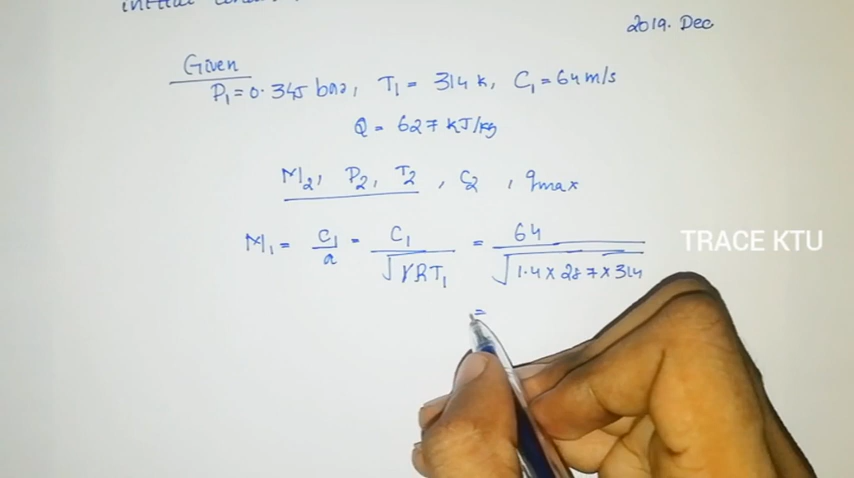 2019. Dec
Given
P₁ = 0.345 bar, T₁ = 314 k, C₁ = 64 m/s
Q = 627 kJ/kg
M₂, P₂, T₂, C₂, qmax
M₁ = C₁/a = C₁/√γRT₁ = 64/√1.4 × 287 × 314
=
TRACE KTU